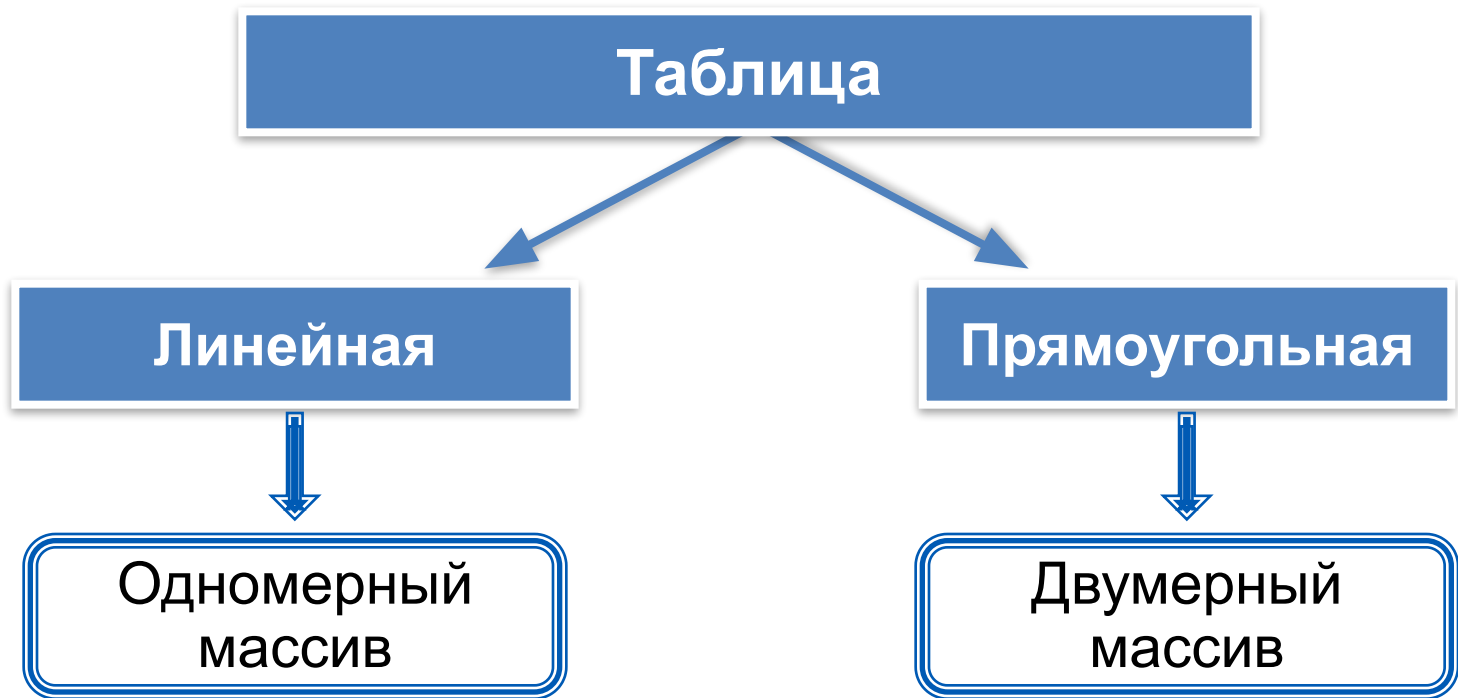 Таблица
Линейная
Прямоугольная
Одномерный
массив
Двумерный
массив